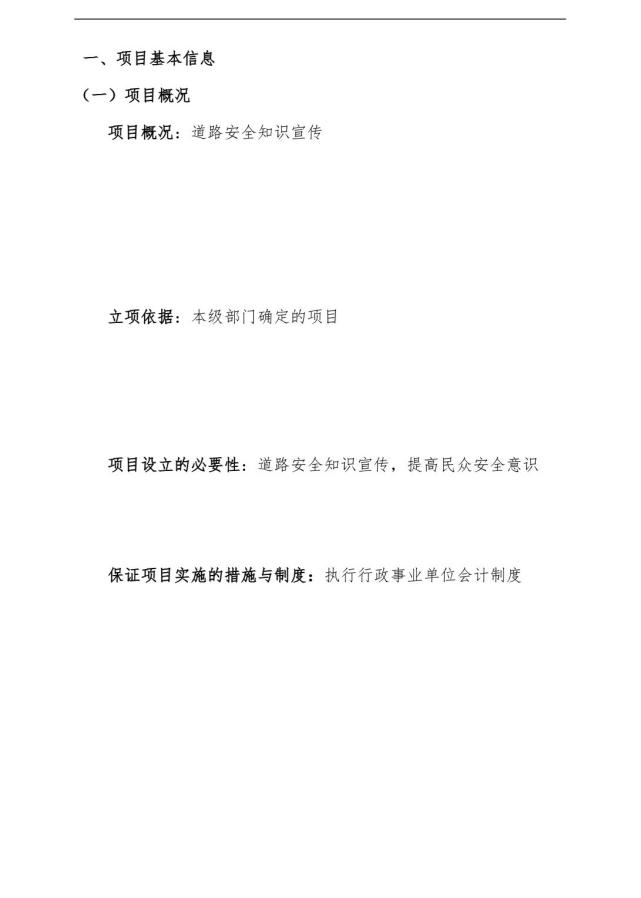 一、项目基本信息
（一）项目概况
项目概况：道路安全知识宣传
立项依据：本级部门确定的项目
项目设立的必要性：道路安全知识宣传，提高民众安全意识
保证项目实施的措施与制度：执行行政事业单位会计制度